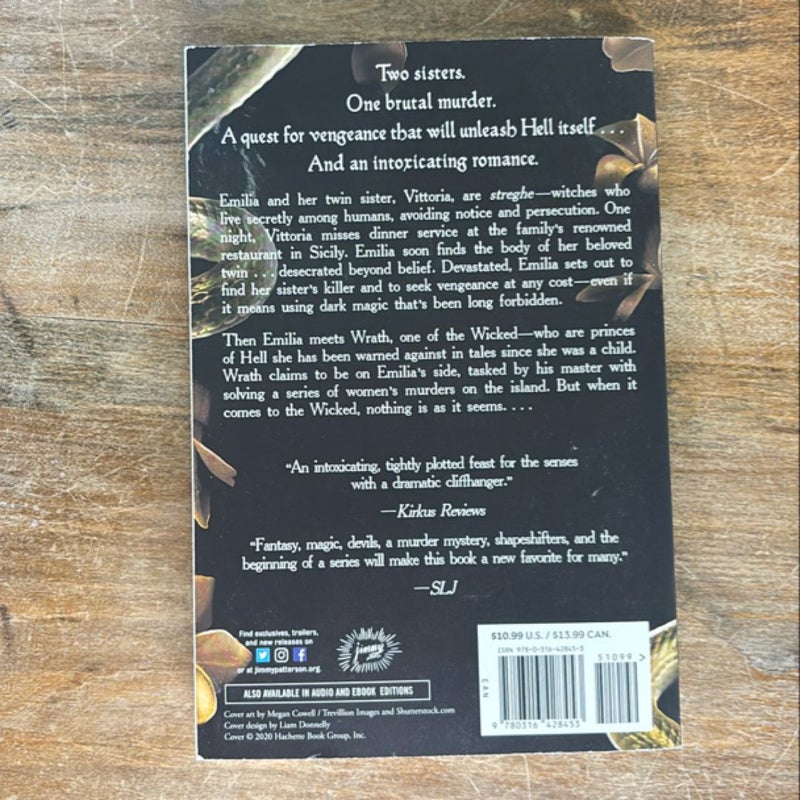 Two sisters.
One brutal murder.
A quest for vengeance that will unleash Hell itself . . .
And an intoxicating romance.
Emilia and her twin sister, Vittoria, are streghe—witches who
live secretly among humans, avoiding notice and persecution. One
night, Vittoria misses dinner service at the family's renowned
restaurant in Sicily. Emilia soon finds the body of her beloved
twin . . . desecrated beyond belief. Devastated, Emilia sets out to
find her sister's killer and to seek vengeance at any cost—even if
it means using dark magic that's been long forbidden.
Then Emilia meets Wrath, one of the Wicked—who are princes
of Hell she has been warned against in tales since she was a child.
Wrath claims to be on Emilia's side, tasked by his master with
solving a series of women's murders on the island. But when it
comes to the Wicked, nothing is as it seems. . . .
"An intoxicating, tightly plotted feast for the senses
with a dramatic cliffhanger."
—Kirkus Reviews
"Fantasy, magic, devils, a murder mystery, shapeshifters, and the
beginning of a series will make this book a new favorite for many."
—SLJ
Find exclusives, trailers,
and new releases on
or at jimmypatterson.org.
jimmy
ALSO AVAILABLE IN AUDIO AND EBOOK EDITIONS
Cover art by Megan Cowell / Trevillion Images and Shutterstock.com
Cover design by Liam Donnelly
Cover © 2020 Hachette Book Group, Inc.
$10.99 U.S. / $13.99 CAN.
ISBN 978-0-316-42845-3
51099 >
EAN
9 780316 428453